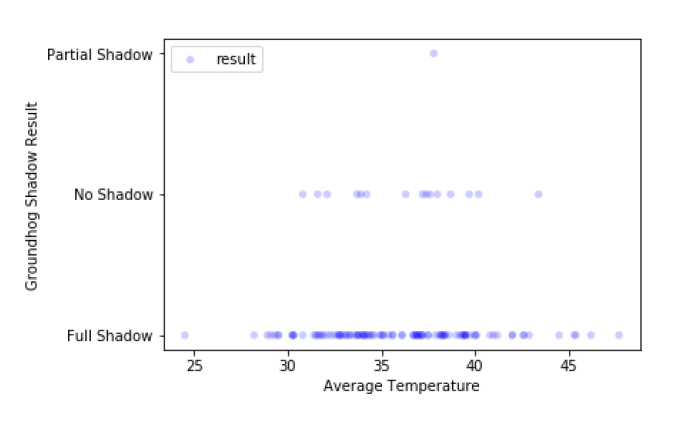 result
Partial Shadow
No Shadow
Full Shadow
Groundhog Shadow Result
25 30 35 40 45
Average Temperature